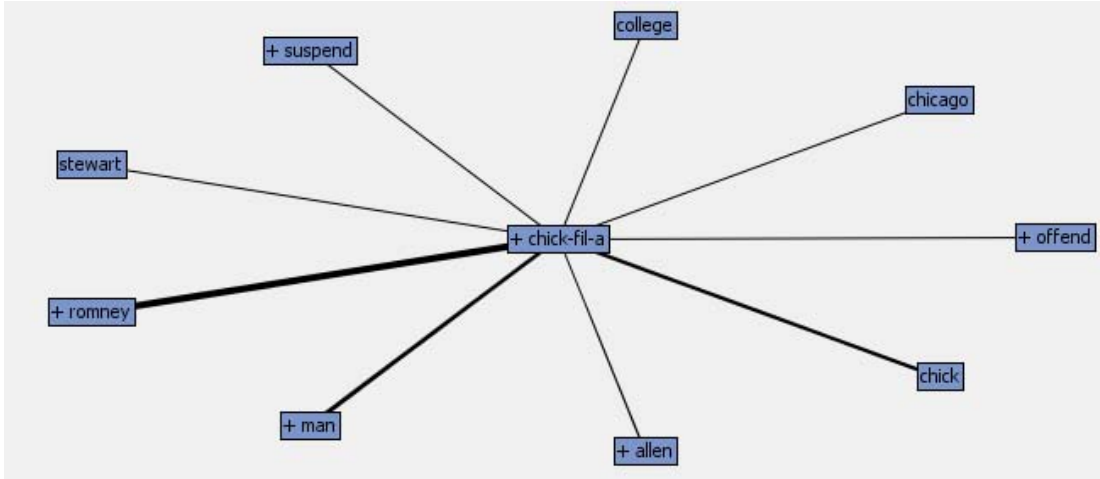 college
+ suspend
chicago
stewart
+ chick-fil-a
+ offend
+ romney
chick
+ man
+ allen